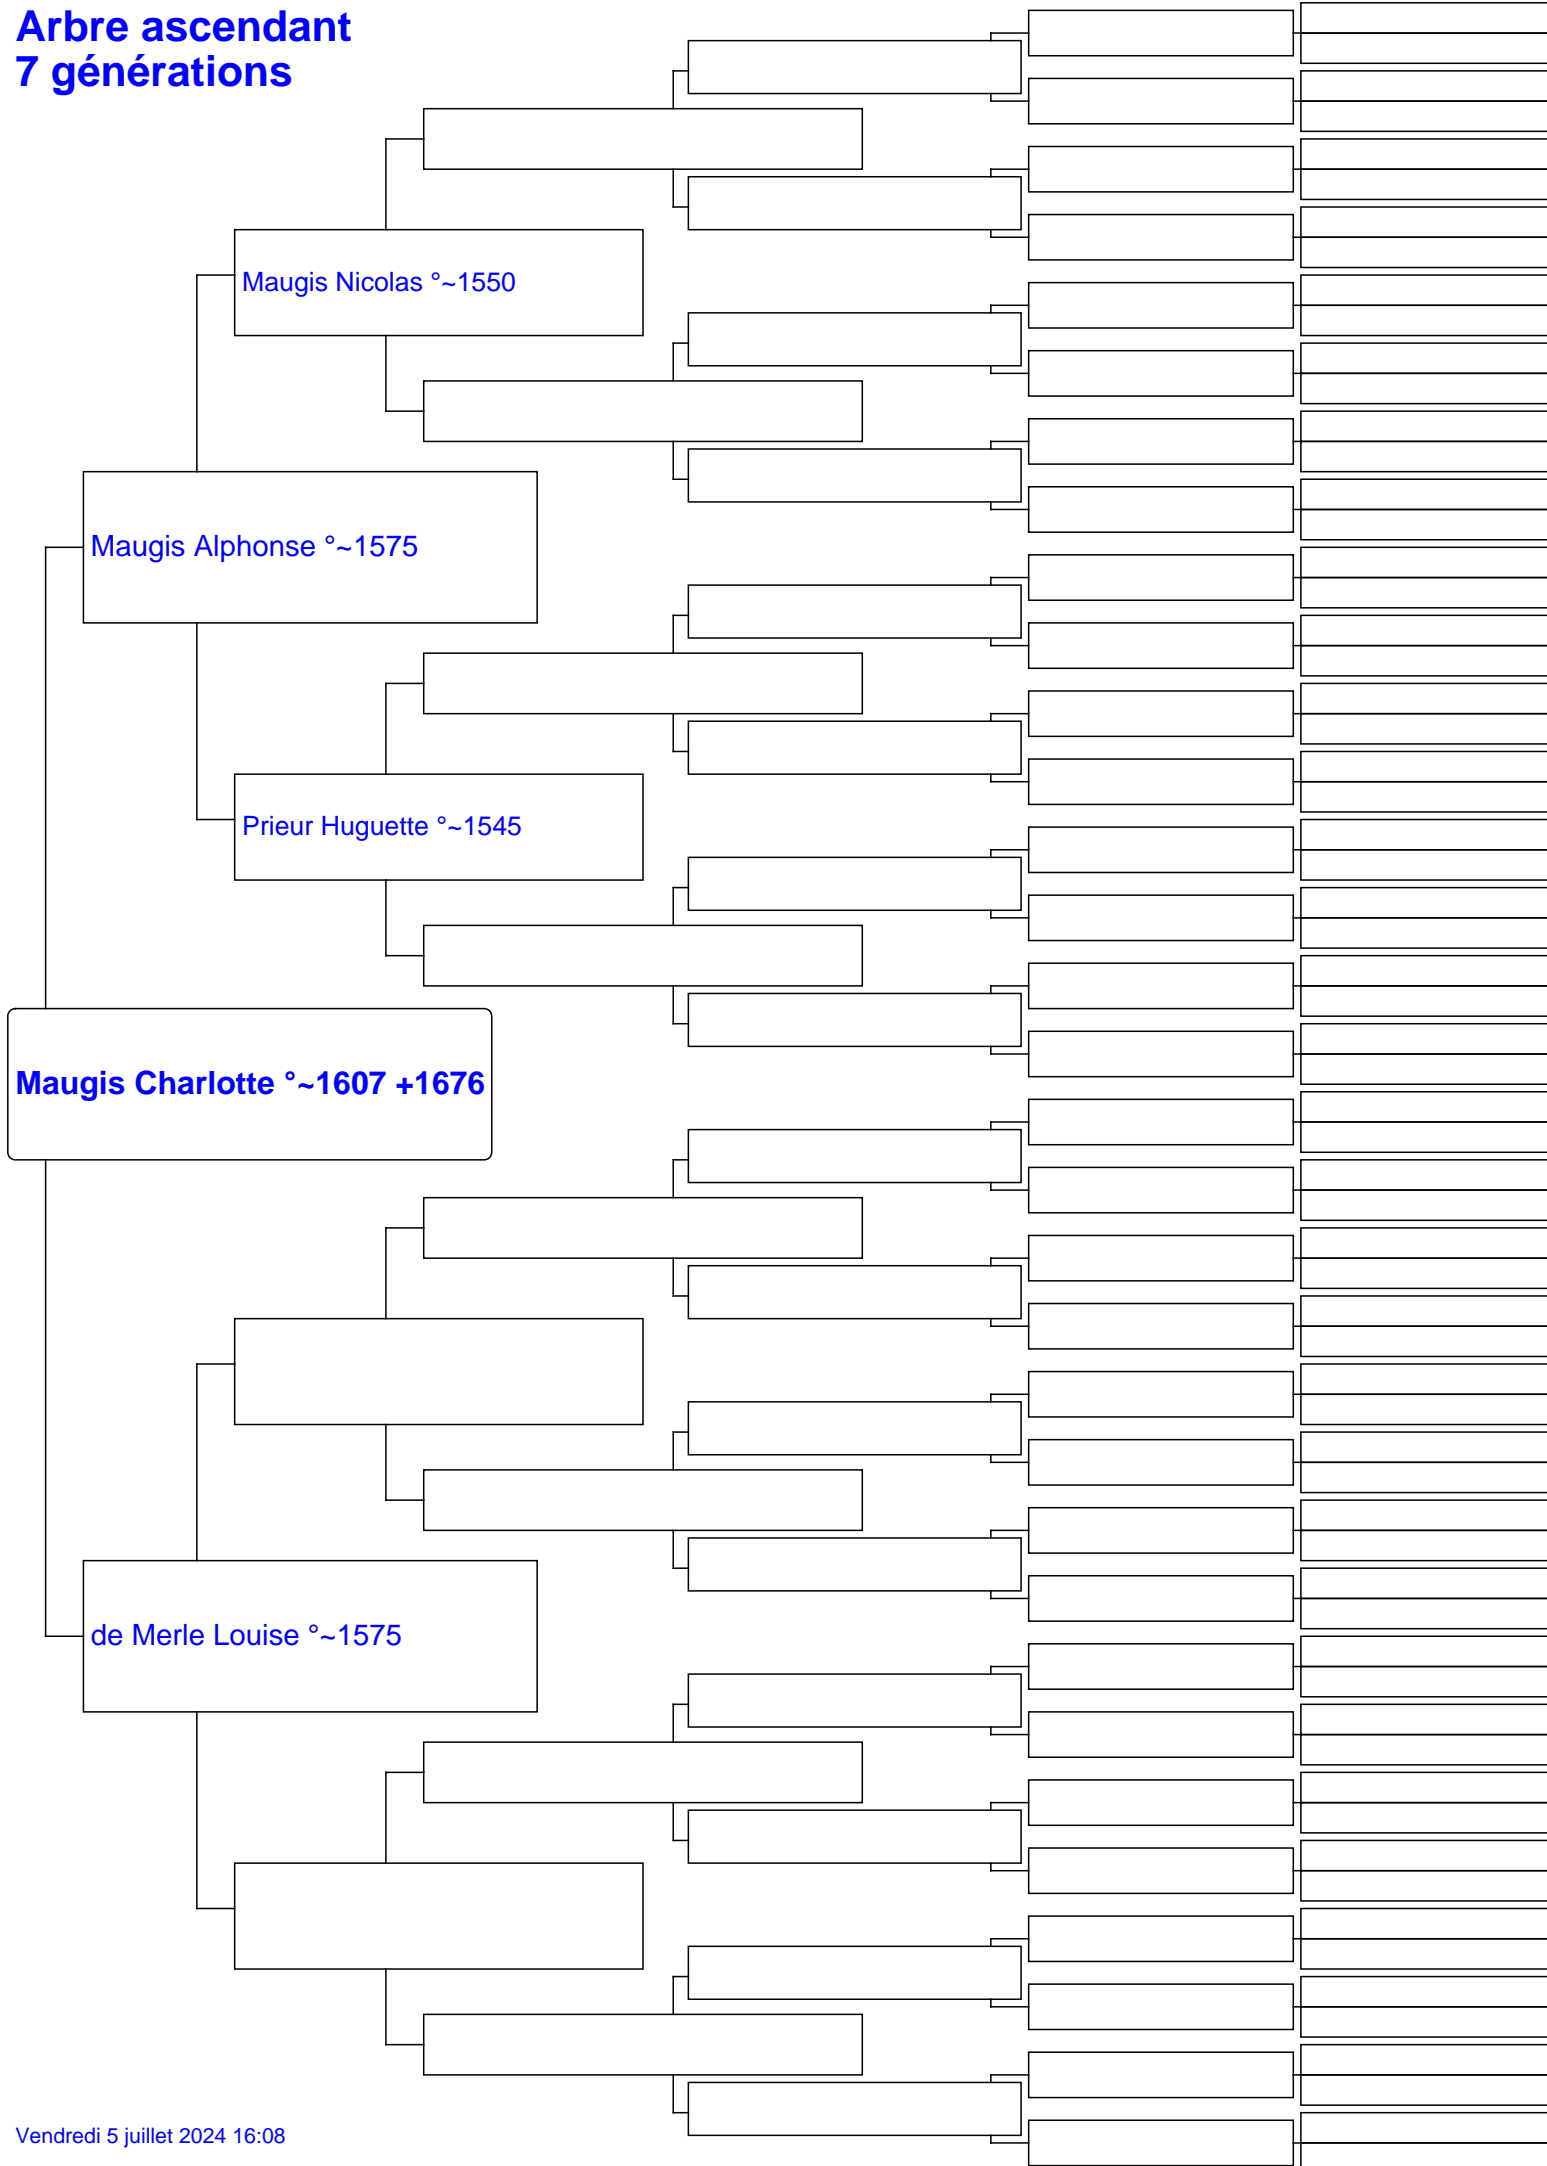 Arbre ascendant
7 générations
Maugis Nicolas °~1550
Maugis Alphonse °~1575
Prieur Huguette °~1545
Maugis Charlotte °~1607 +1676
de Merle Louise °~1575
Vendredi 5 juillet 2024 16:08